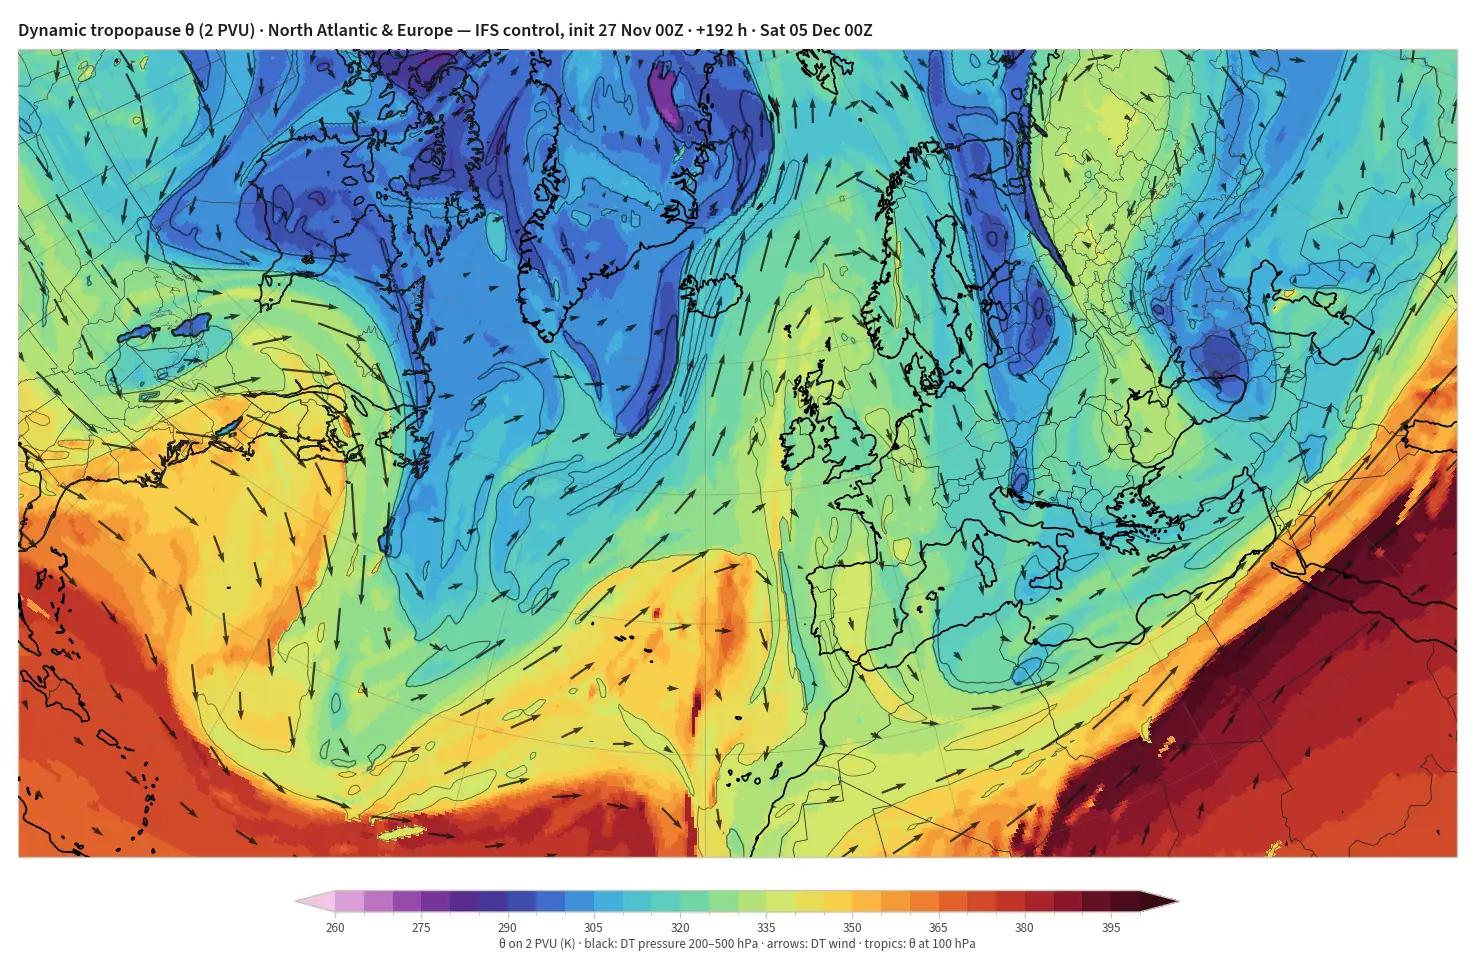 Dynamic tropopause θ (2 PVU) · North Atlantic & Europe — IFS control, init 27 Nov 00Z · +192 h · Sat 05 Dec 00Z
260 275 290 305 320 335 350 365 380 395
θ on 2 PVU (K) · black: DT pressure 200–500 hPa · arrows: DT wind · tropics: θ at 100 hPa